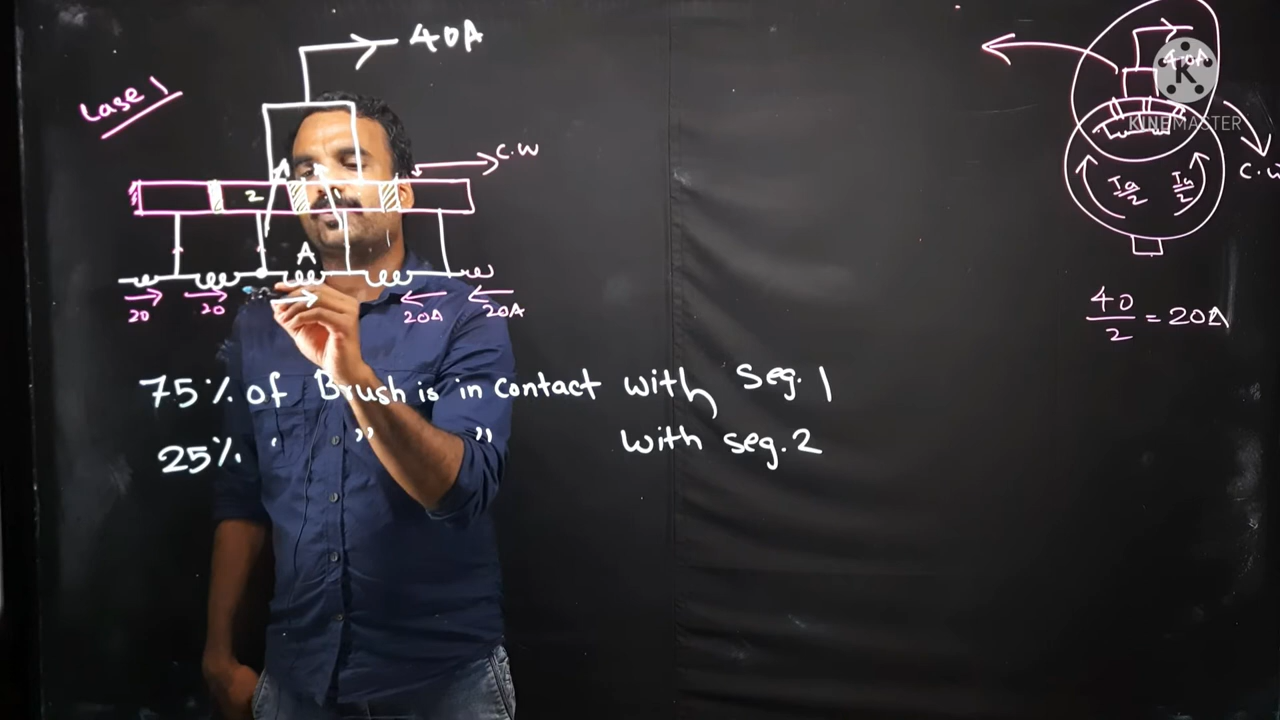 40A
Case 1
C.W
2
1
A
20
20
20A
20A
75% of Brush is in contact with Seg. 1
25% " " " with seg. 2
40A
KINEMASTER
C.W
Ia/2
Ia/2
40/2 = 20A